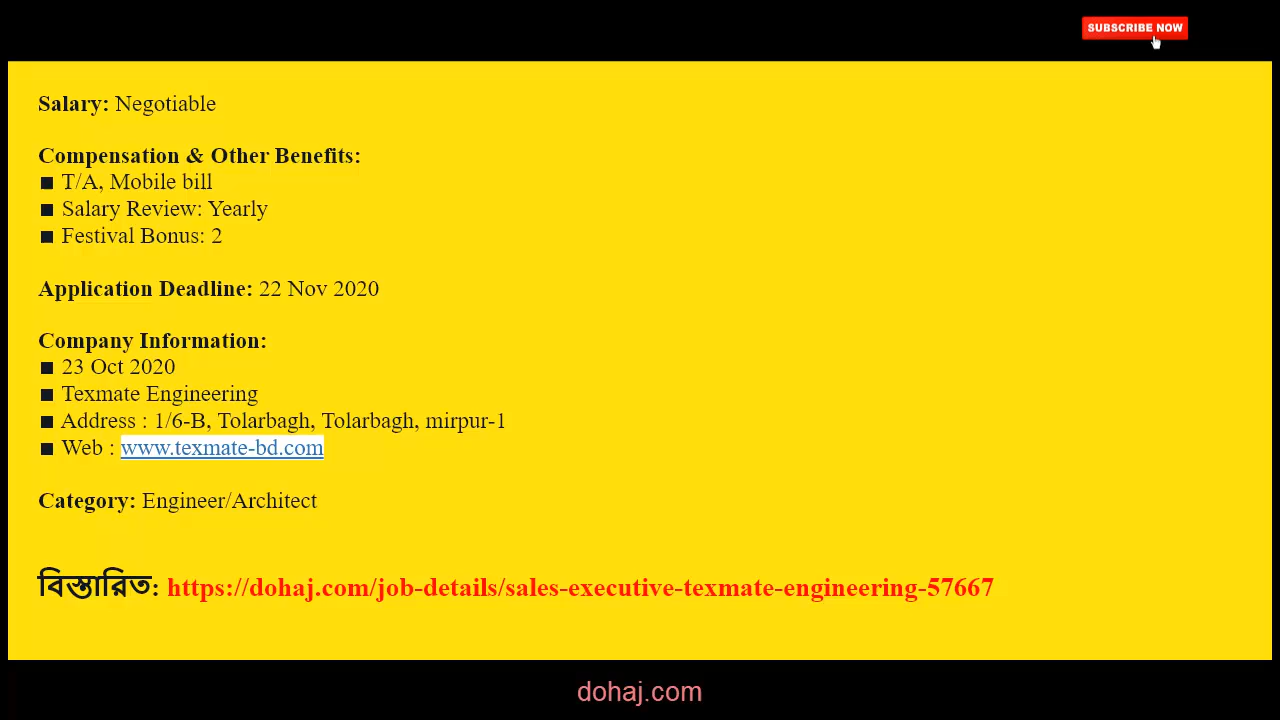 SUBSCRIBE NOW
Salary: Negotiable
Compensation & Other Benefits:
■ T/A, Mobile bill
■ Salary Review: Yearly
■ Festival Bonus: 2
Application Deadline: 22 Nov 2020
Company Information:
■ 23 Oct 2020
■ Texmate Engineering
■ Address : 1/6-B, Tolarbagh, Tolarbagh, mirpur-1
■ Web : www.texmate-bd.com
Category: Engineer/Architect
বিস্তারিত: https://dohaj.com/job-details/sales-executive-texmate-engineering-57667
dohaj.com